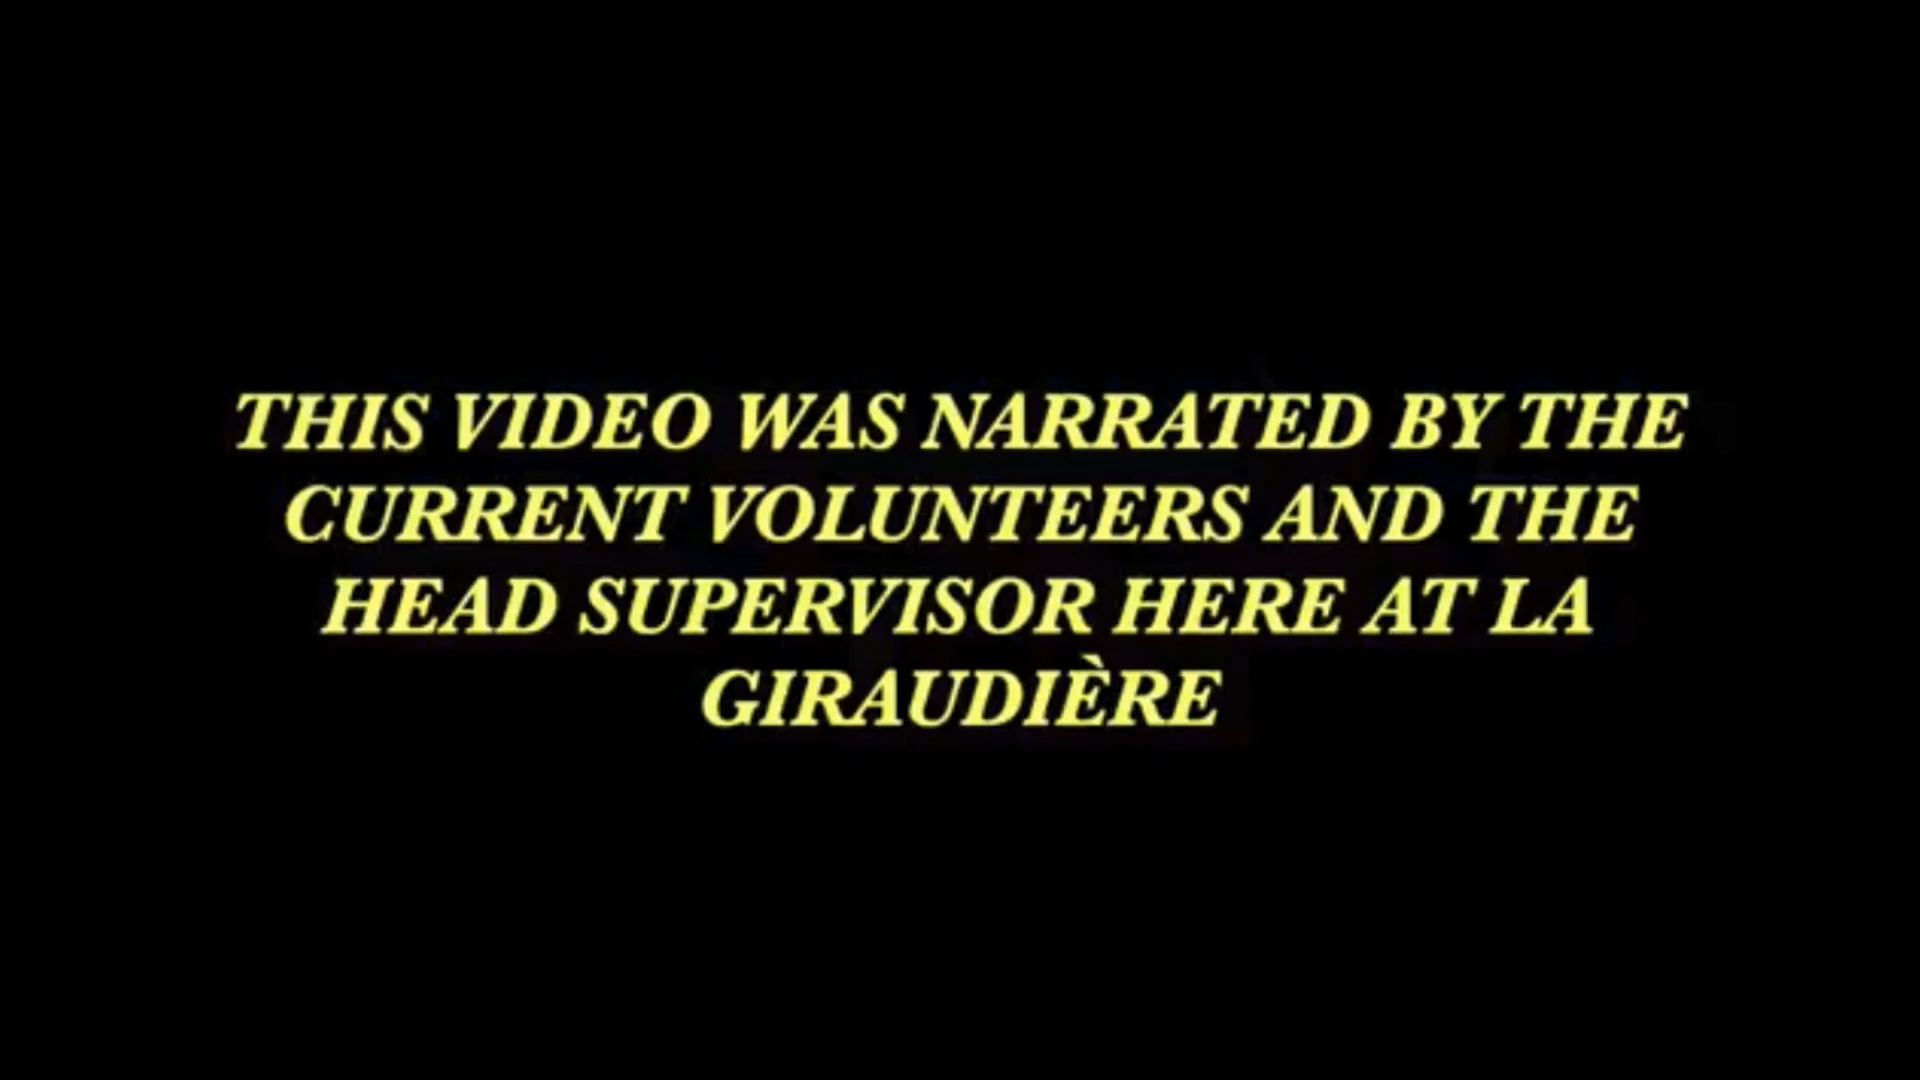 THIS VIDEO WAS NARRATED BY THE
CURRENT VOLUNTEERS AND THE
HEAD SUPERVISOR HERE AT LA
GIRAUDIÈRE